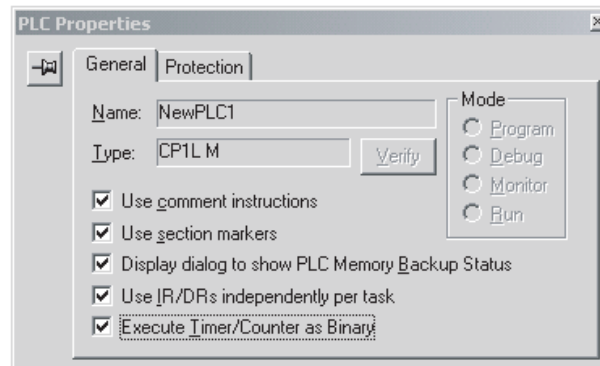 PLC Properties
General
Protection
Name: NewPLC1
Type: CP1L M
Verify
Mode
Program
Debug
Monitor
Run
Use comment instructions
Use section markers
Display dialog to show PLC Memory Backup Status
Use IR/DRs independently per task
Execute Timer/Counter as Binary